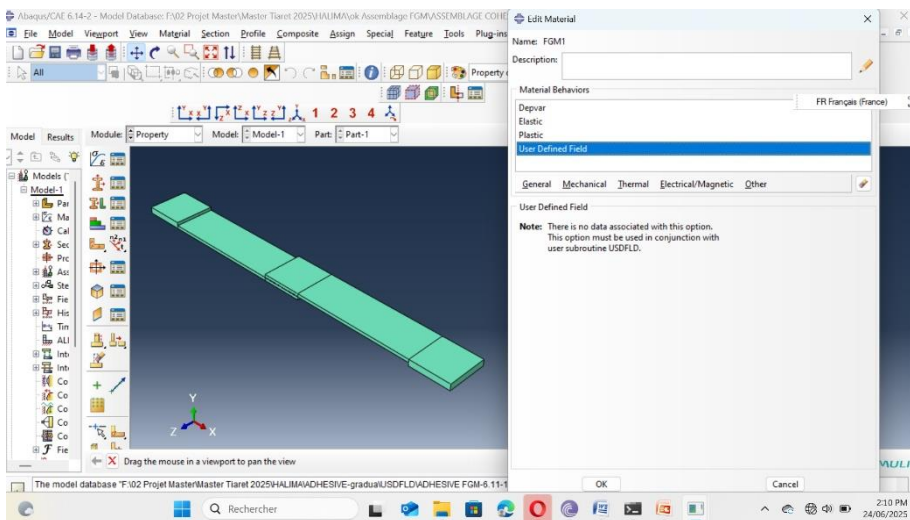 Abaqus/CAE 6.14-2 - Model Database: F:\02 Projet Master\Master Tiaret 2025\HALIMA\ok Assemblage FGM\ASSEMBLAGE COHE
File Model Viewport View Material Section Profile Composite Assign Special Feature Tools Plug-ins
All
Property
1 2 3 4
Model Results
Module: Property Model: Model-1 Part: Part-1
Models (
Model-1
Par
Ma
Cal
Sec
Pro
Ass
Ste
Fie
His
Tim
ALI
Inte
Inte
Co
Co
Co
Co
Co
Fie
Y
Z X
Drag the mouse in a viewport to pan the view
MULI
The model database "F:\02 Projet Master\Master Tiaret 2025\HALIMA\ADHESIVE-gradua\USDFLD\ADHESIVE FGM-6.11-1
Edit Material
Name: FGM1
Description:
Material Behaviors
FR Français (France)
Depvar
Elastic
Plastic
User Defined Field
General Mechanical Thermal Electrical/Magnetic Other
User Defined Field
Note: There is no data associated with this option.
This option must be used in conjunction with
user subroutine USDFLD.
OK Cancel
Rechercher
2:10 PM
24/06/2025